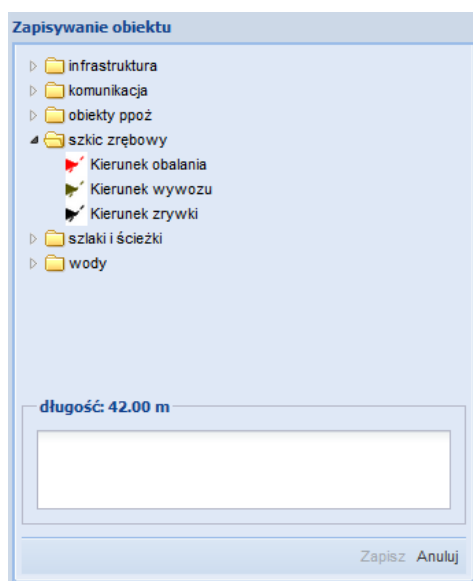 Zapisywanie obiektu
infrastruktura
komunikacja
obiekty ppoż
szkic zrębowy
Kierunek obalania
Kierunek wywozu
Kierunek zrywki
szlaki i ścieżki
wody
długość: 42.00 m
Zapisz Anuluj